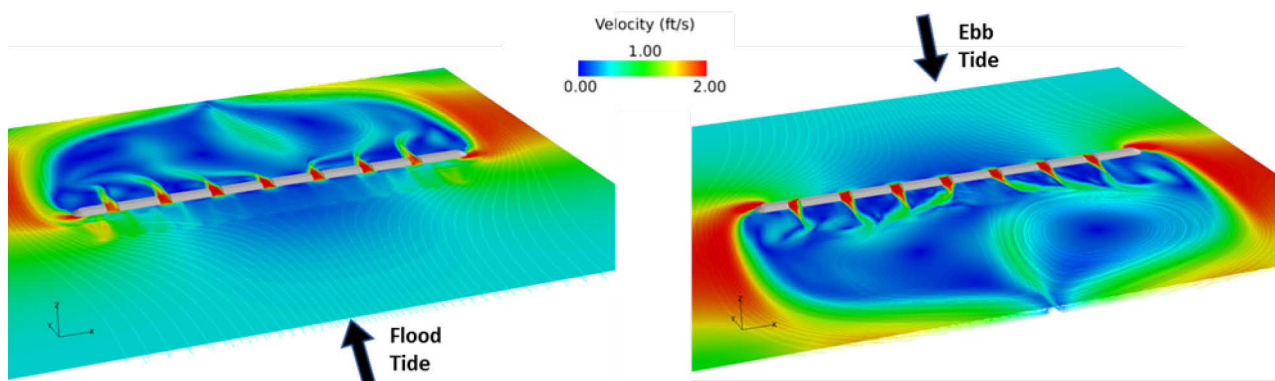 Velocity (ft/s)
1.00
0.00 2.00
Ebb
Tide
Flood
Tide
Z
Y
X
Z
Y
X